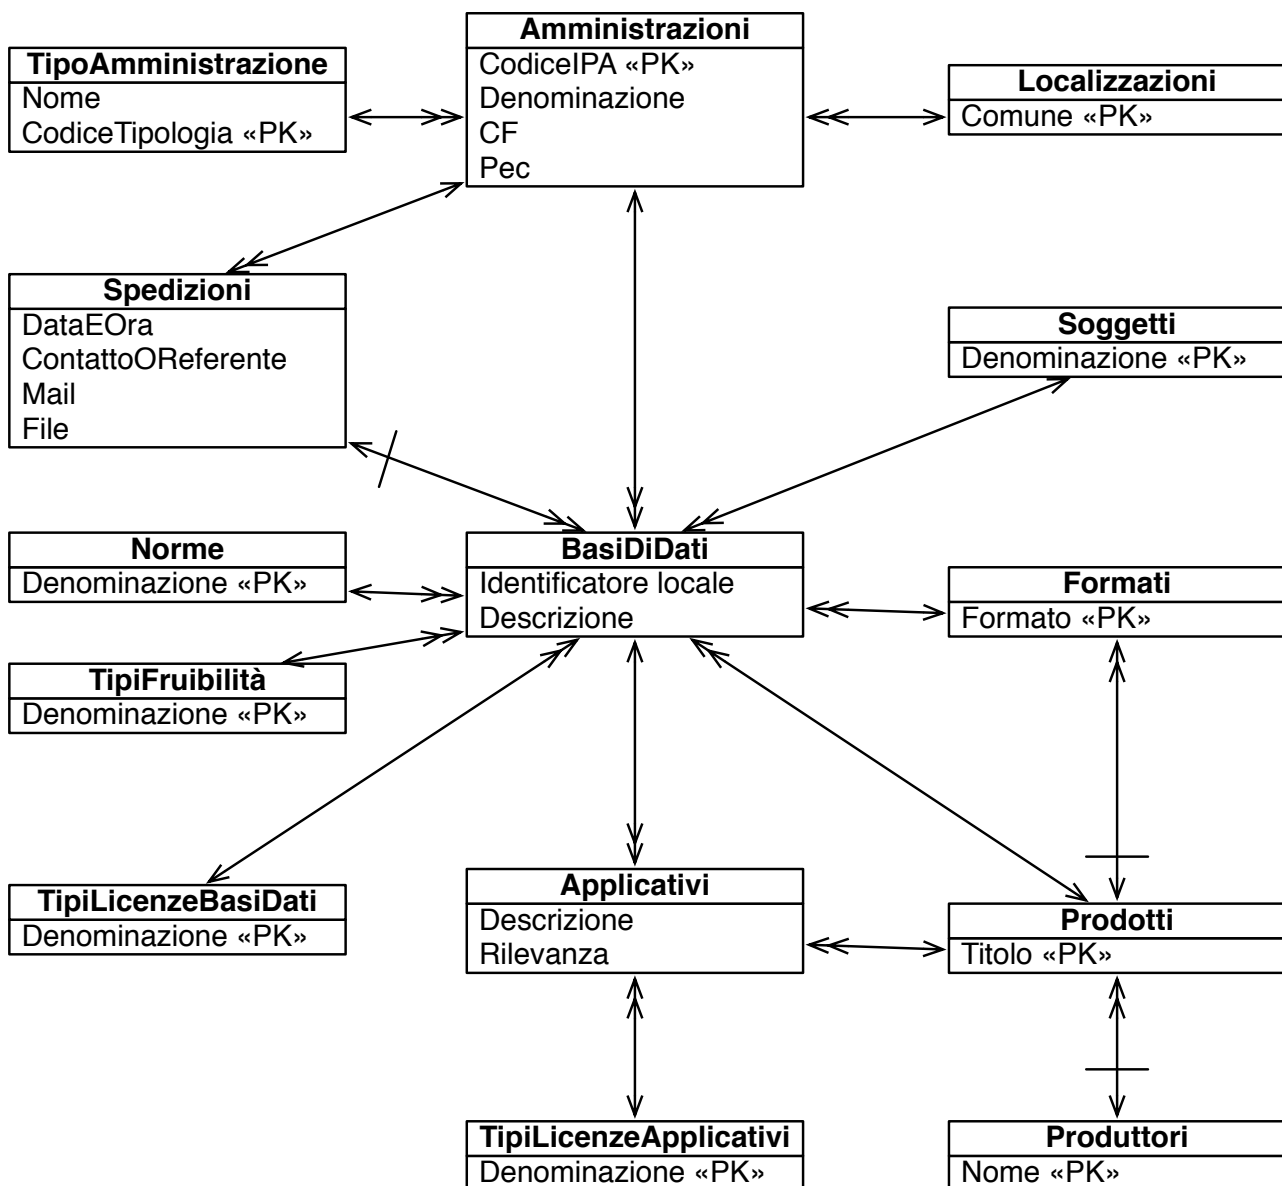 Amministrazioni
CodiceIPA «PK»
Denominazione
CF
Pec
TipoAmministrazione
Nome
CodiceTipologia «PK»
Localizzazioni
Comune «PK»
Spedizioni
DataEOra
ContattoOReferente
Mail
File
Soggetti
Denominazione «PK»
Norme
Denominazione «PK»
BasiDiDati
Identificatore locale
Descrizione
Formati
Formato «PK»
TipiFruibilità
Denominazione «PK»
TipiLicenzeBasiDati
Denominazione «PK»
Applicativi
Descrizione
Rilevanza
Prodotti
Titolo «PK»
TipiLicenzeApplicativi
Denominazione «PK»
Produttori
Nome «PK»